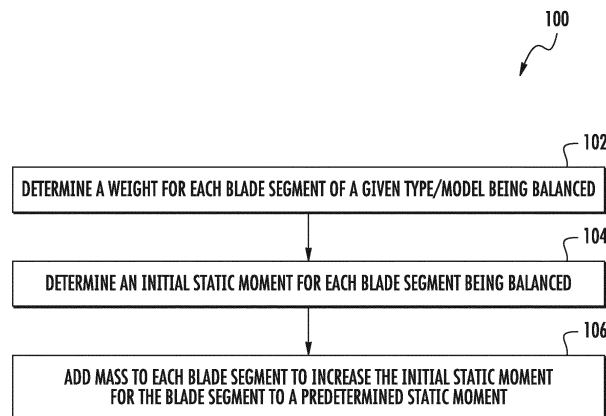 100
102
DETERMINE A WEIGHT FOR EACH BLADE SEGMENT OF A GIVEN TYPE/MODEL BEING BALANCED
104
DETERMINE AN INITIAL STATIC MOMENT FOR EACH BLADE SEGMENT BEING BALANCED
106
ADD MASS TO EACH BLADE SEGMENT TO INCREASE THE INITIAL STATIC MOMENT
FOR THE BLADE SEGMENT TO A PREDETERMINED STATIC MOMENT